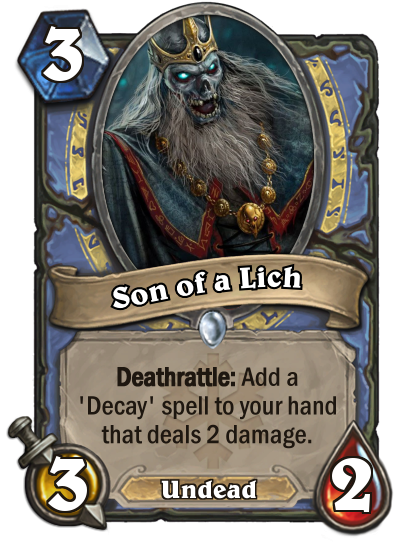 3
Son of a Lich
Deathrattle: Add a
'Decay' spell to your hand
that deals 2 damage.
3
Undead
2